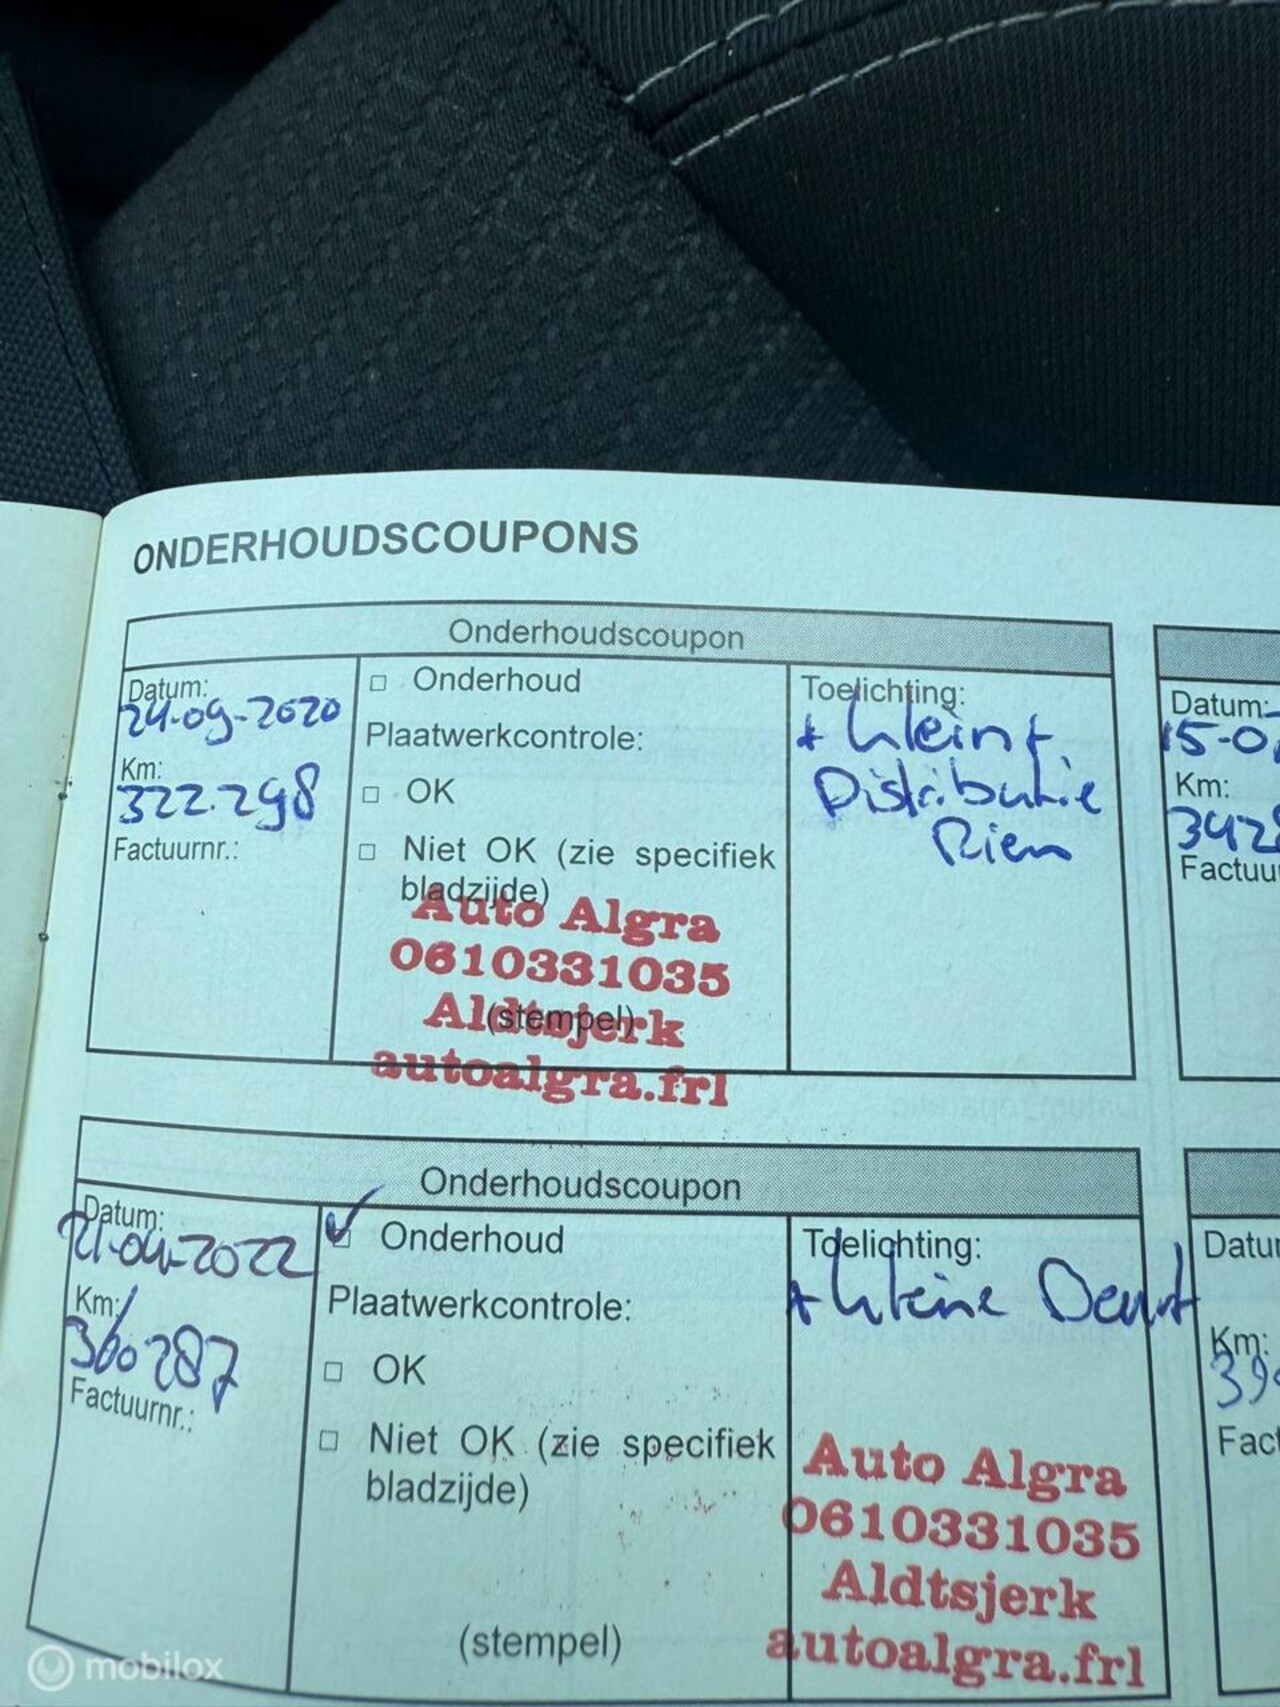 ONDERHOUDSCOUPONS
Onderhoudscoupon
Datum:
24-09-2020
Km:
322.298
Factuurnr.:
Onderhoud
Plaatwerkcontrole:
OK
Niet OK (zie specifiek
bladzijde)
(stempel)
Auto Algra
0610331035
Aldtsjerk
autoalgra.frl
Toelichting:
+ klein +
Distributie
Riem
Datum:
15-0
Km:
3428
Factuu
Onderhoudscoupon
Datum:
21-04-2022
Km:
360287
Factuurnr.:
Onderhoud
Plaatwerkcontrole:
OK
Niet OK (zie specifiek
bladzijde)
(stempel)
Toelichting:
+ kleine Beurt
Auto Algra
0610331035
Aldtsjerk
autoalgra.frl
Datu
Km:
39
Fact
mobilox